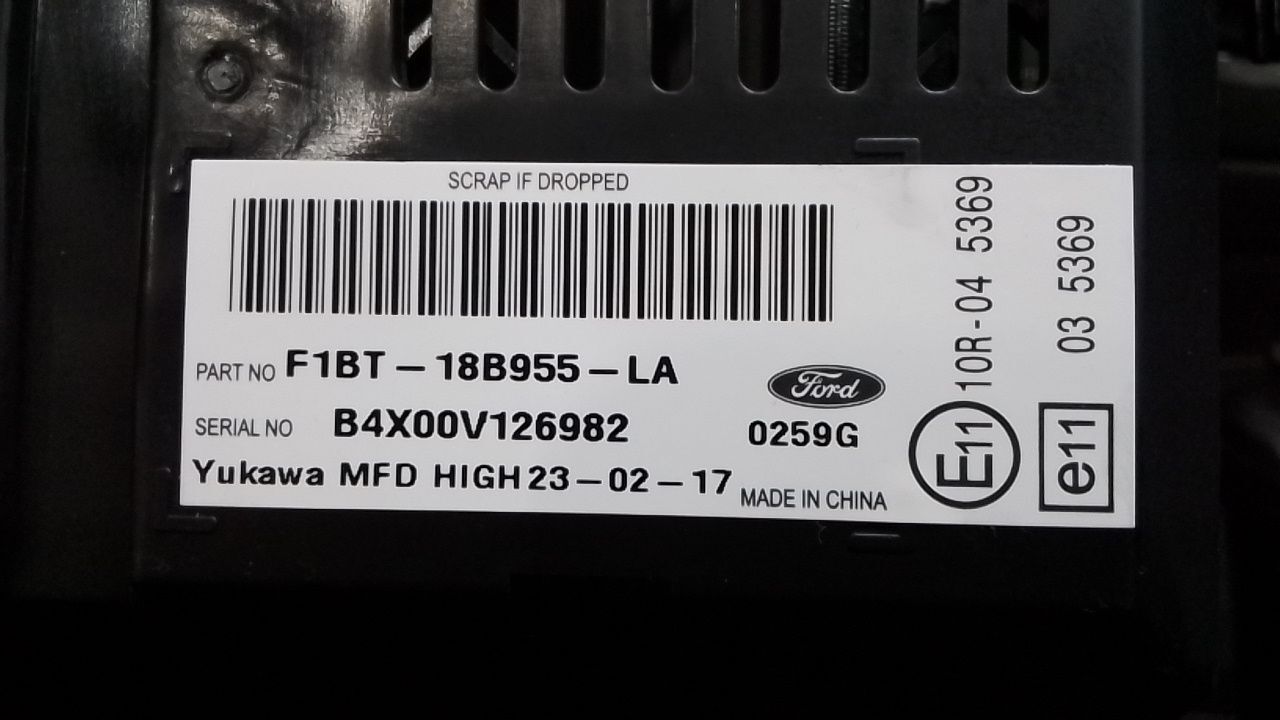 SCRAP IF DROPPED
PART NO F1BT-18B955-LA
Ford
SERIAL NO B4X00V126982 0259G
Yukawa MFD HIGH 23-02-17 MADE IN CHINA
E11 10R-04 5369
e11 03 5369